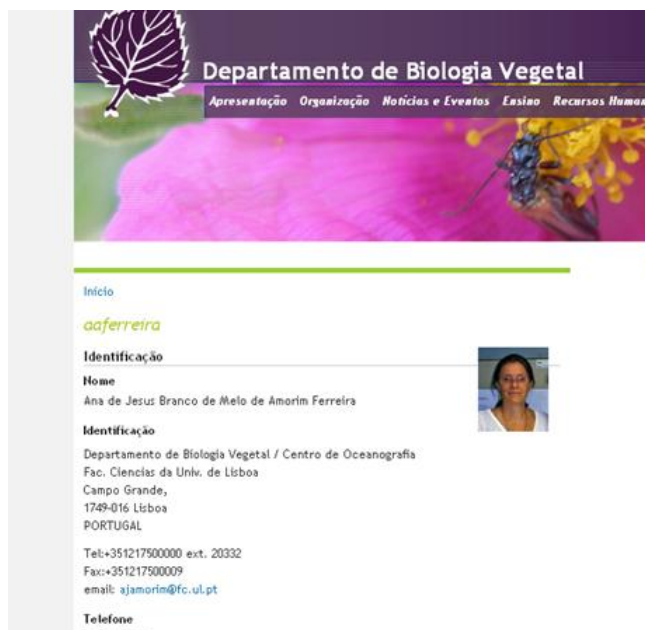 Departamento de Biologia Vegetal
Apresentação Organização Notícias e Eventos Ensino Recursos Human
Início
aaferreira
Identificação
Nome
Ana de Jesus Branco de Melo de Amorim Ferreira
Identificação
Departamento de Biologia Vegetal / Centro de Oceanografia
Fac. Ciencias da Univ. de Lisboa
Campo Grande,
1749-016 Lisboa
PORTUGAL
Tel:+351217500000 ext. 20332
Fax:+351217500009
email: ajamorim@fc.ul.pt
Telefone